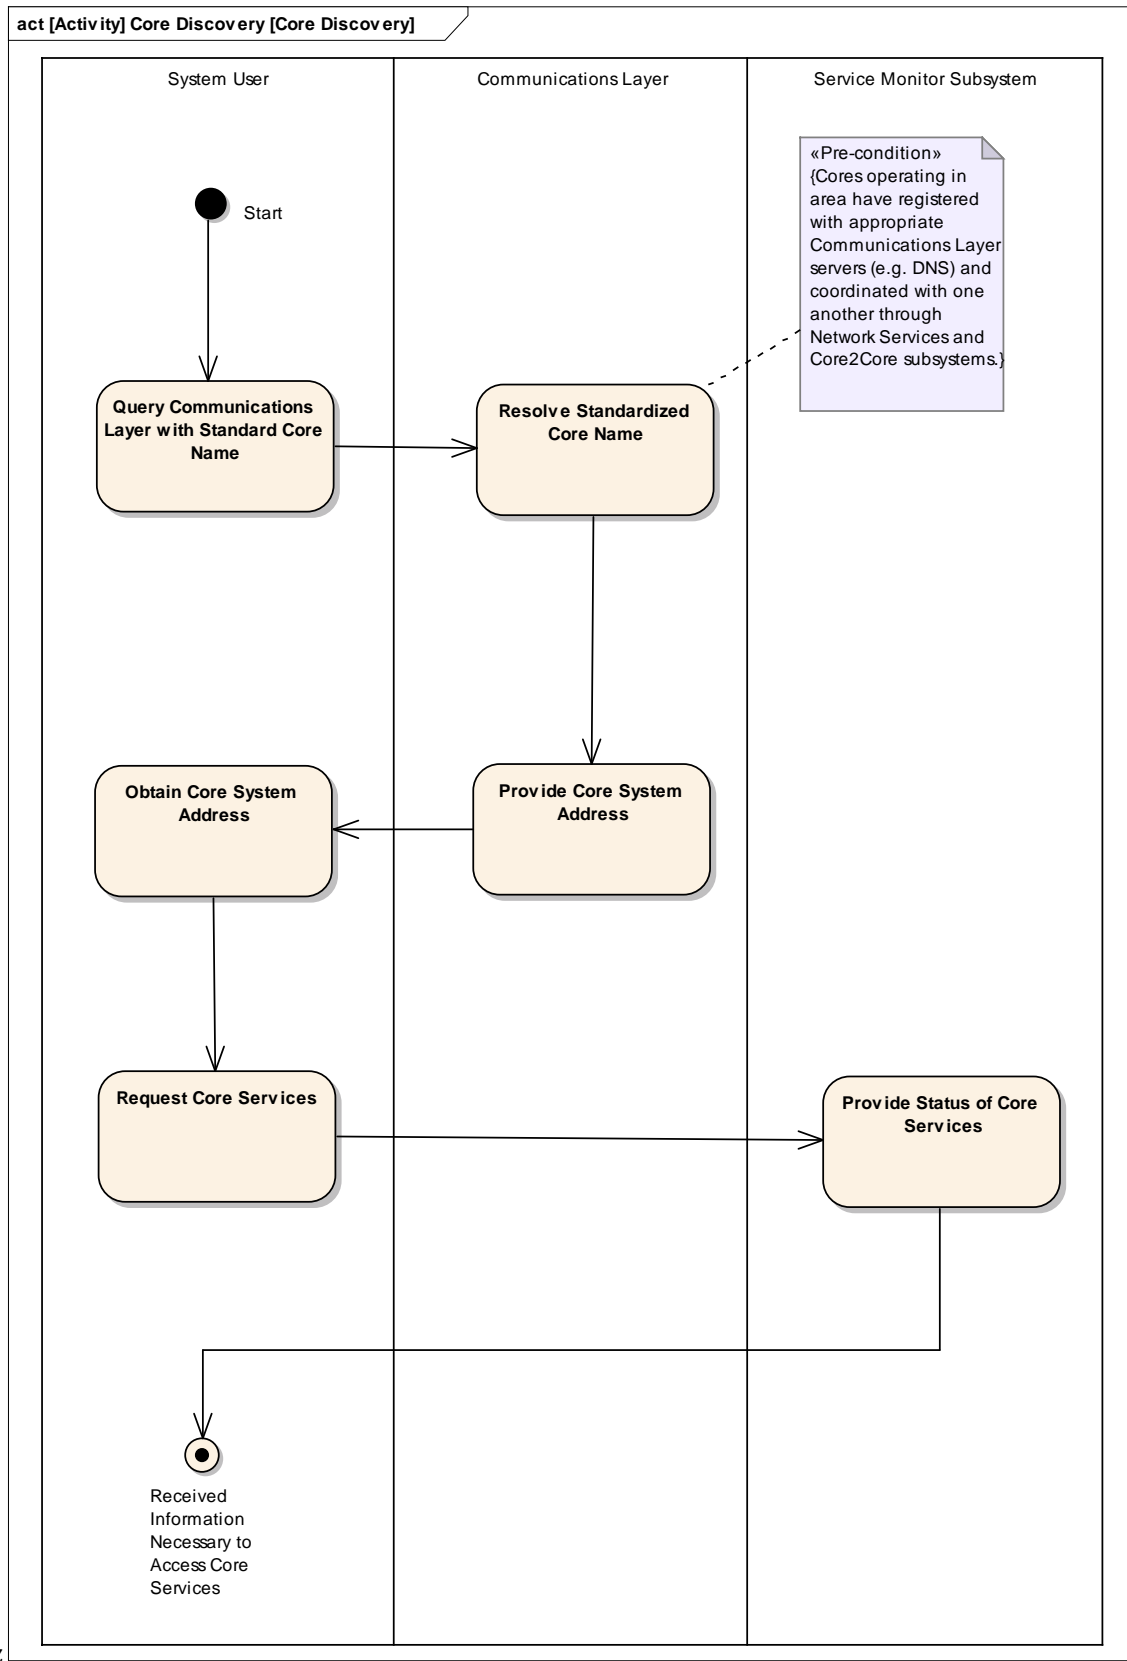 act [Activity] Core Discovery [Core Discovery]
System User
Communications Layer
Service Monitor Subsystem
«Pre-condition»
{Cores operating in
area have registered
with appropriate
Communications Layer
servers (e.g. DNS) and
coordinated with one
another through
Network Services and
Core2Core subsystems.}
Start
Query Communications
Layer with Standard Core
Name
Resolve Standardized
Core Name
Obtain Core System
Address
Provide Core System
Address
Request Core Services
Provide Status of Core
Services
Received
Information
Necessary to
Access Core
Services